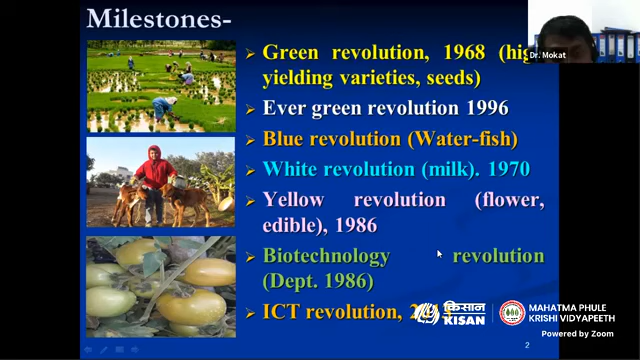 Milestones-
Green revolution, 1968
yielding varieties, seeds)
Ever green revolution 1996
Blue revolution (Water-fish)
White revolution (milk). 1970
Yellow revolution (flower,
edible), 1986
Biotechnology revolution
(Dept. 1986)
ICT revolution,
Dr. Mokat
किसान
KISAN
MAHATMA PHULE
KRISHI VIDYAPEETH
Powered by Zoom
2